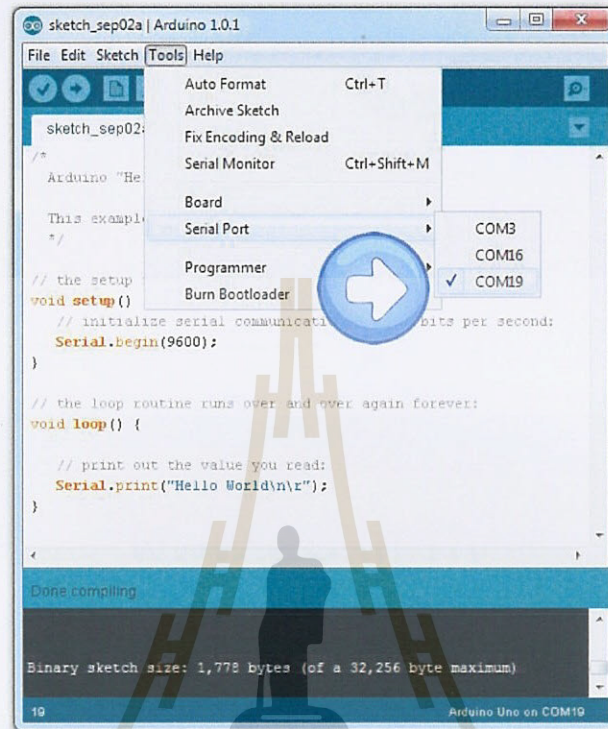 sketch_sep02a | Arduino 1.0.1
File Edit Sketch Tools Help
Auto Format Ctrl+T
Archive Sketch
Fix Encoding & Reload
Serial Monitor Ctrl+Shift+M
Board
Serial Port
Programmer
Burn Bootloader
COM3
COM16
✓ COM19
sketch_sep02a
/*
Arduino "He
This exampl
*/
// the setup
void setup()
// initialize serial communicati bits per second:
Serial.begin(9600);
}
// the loop routine runs over and over again forever:
void loop() {
// print out the value you read:
Serial.print("Hello World\n\r");
}
Done compiling
Binary sketch size: 1,778 bytes (of a 32,256 byte maximum)
19 Arduino Uno on COM19